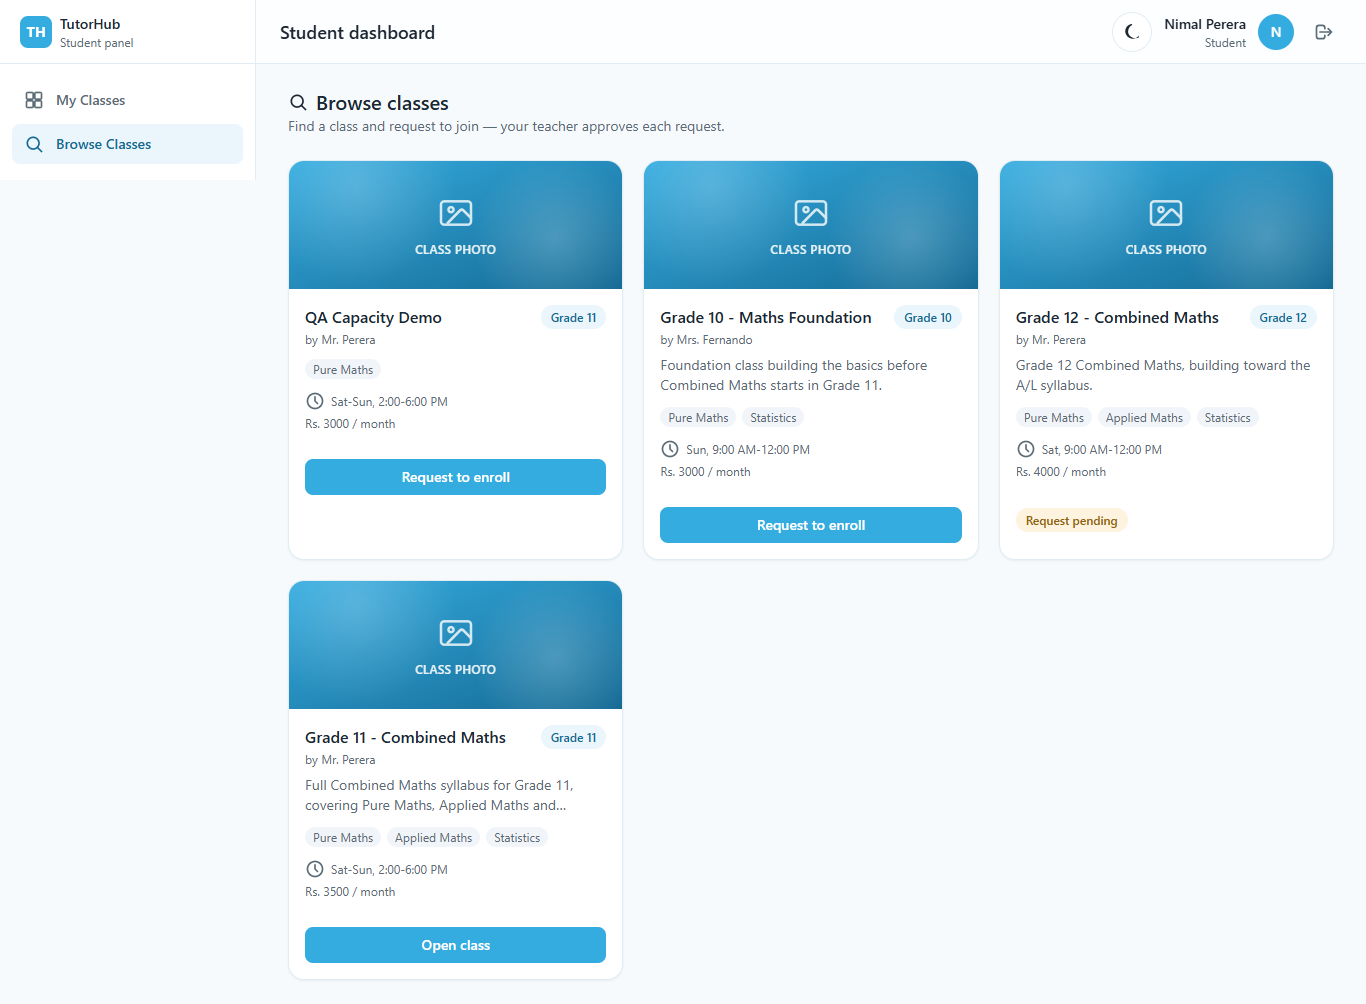 TH
TutorHub
Student panel
Student dashboard
Nimal Perera
Student
N
My Classes
Browse Classes
Browse classes
Find a class and request to join — your teacher approves each request.
CLASS PHOTO
QA Capacity Demo
Grade 11
by Mr. Perera
Pure Maths
Sat-Sun, 2:00-6:00 PM
Rs. 3000 / month
Request to enroll
CLASS PHOTO
Grade 10 - Maths Foundation
Grade 10
by Mrs. Fernando
Foundation class building the basics before
Combined Maths starts in Grade 11.
Pure Maths
Statistics
Sun, 9:00 AM-12:00 PM
Rs. 3000 / month
Request to enroll
CLASS PHOTO
Grade 12 - Combined Maths
Grade 12
by Mr. Perera
Grade 12 Combined Maths, building toward the
A/L syllabus.
Pure Maths
Applied Maths
Statistics
Sat, 9:00 AM-12:00 PM
Rs. 4000 / month
Request pending
CLASS PHOTO
Grade 11 - Combined Maths
Grade 11
by Mr. Perera
Full Combined Maths syllabus for Grade 11,
covering Pure Maths, Applied Maths and...
Pure Maths
Applied Maths
Statistics
Sat-Sun, 2:00-6:00 PM
Rs. 3500 / month
Open class